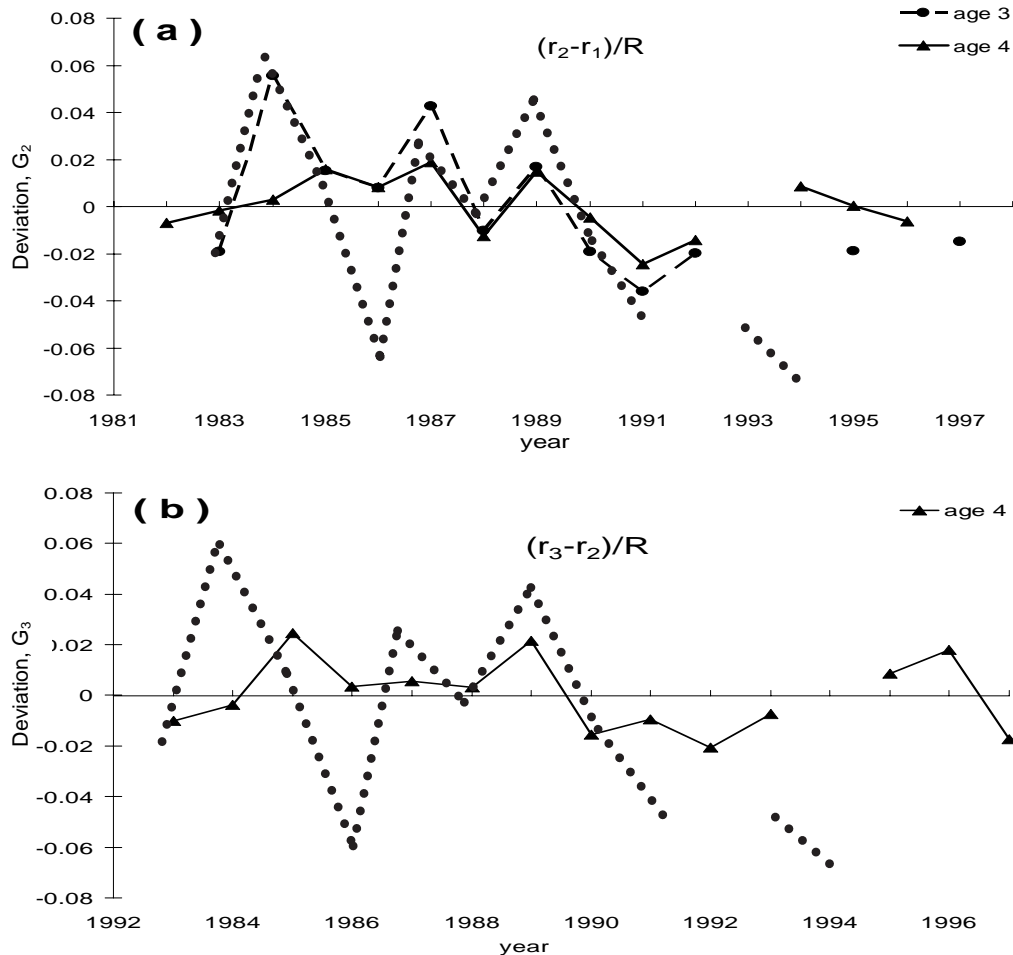 ( a )
(r₂-r₁)/R
age 3
age 4
Deviation, G₂
0.08
0.06
0.04
0.02
0
-0.02
-0.04
-0.06
-0.08
1981 1983 1985 1987 1989 1991 1993 1995 1997
year
( b )
(r₃-r₂)/R
age 4
Deviation, G₃
0.08
0.06
0.04
0.02
0
-0.02
-0.04
-0.06
-0.08
1992 1984 1986 1988 1990 1992 1994 1996
year